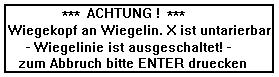 *** ACHTUNG ! ***
Wiegekopf an Wiegelin. X ist untarierbar
- Wiegelinie ist ausgeschaltet! -
zum Abbruch bitte ENTER druecken